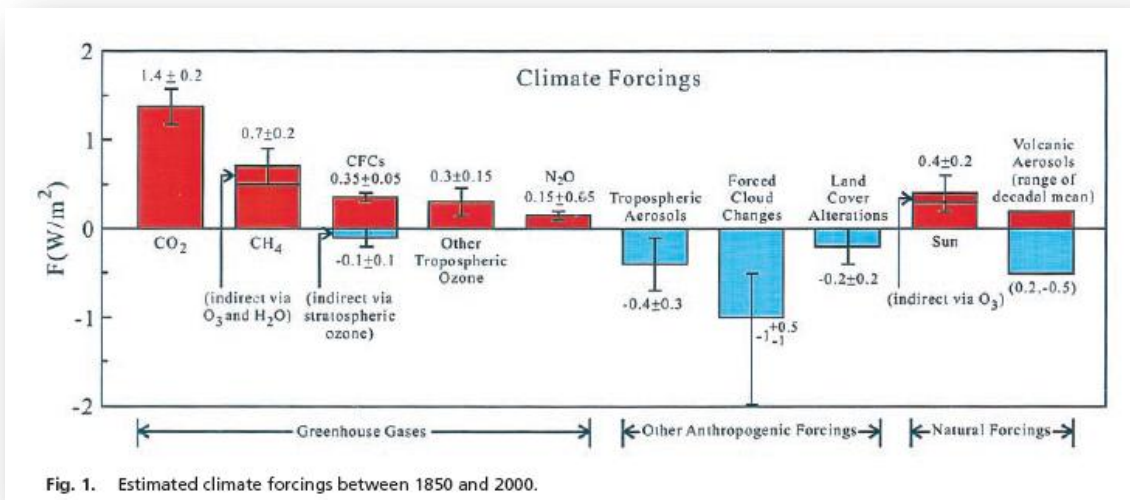 Climate Forcings
F(W/m²)
2
1
0
-1
-2
1.4±0.2
CO₂
0.7±0.2
CH₄
(indirect via
O₃ and H₂O)
CFCs
0.35±0.05
-0.1±0.1
(indirect via
stratospheric
ozone)
0.3±0.15
Other
Tropospheric
Ozone
N₂O
0.15±0.65
Tropospheric
Aerosols
-0.4±0.3
Forced
Cloud
Changes
-1+0.5
-1
Land
Cover
Alterations
-0.2±0.2
0.4±0.2
Sun
(indirect via O₃)
Volcanic
Aerosols
(range of
decadal mean)
(0.2,-0.5)
Greenhouse Gases
Other Anthropogenic Forcings
Natural Forcings
Fig. 1. Estimated climate forcings between 1850 and 2000.